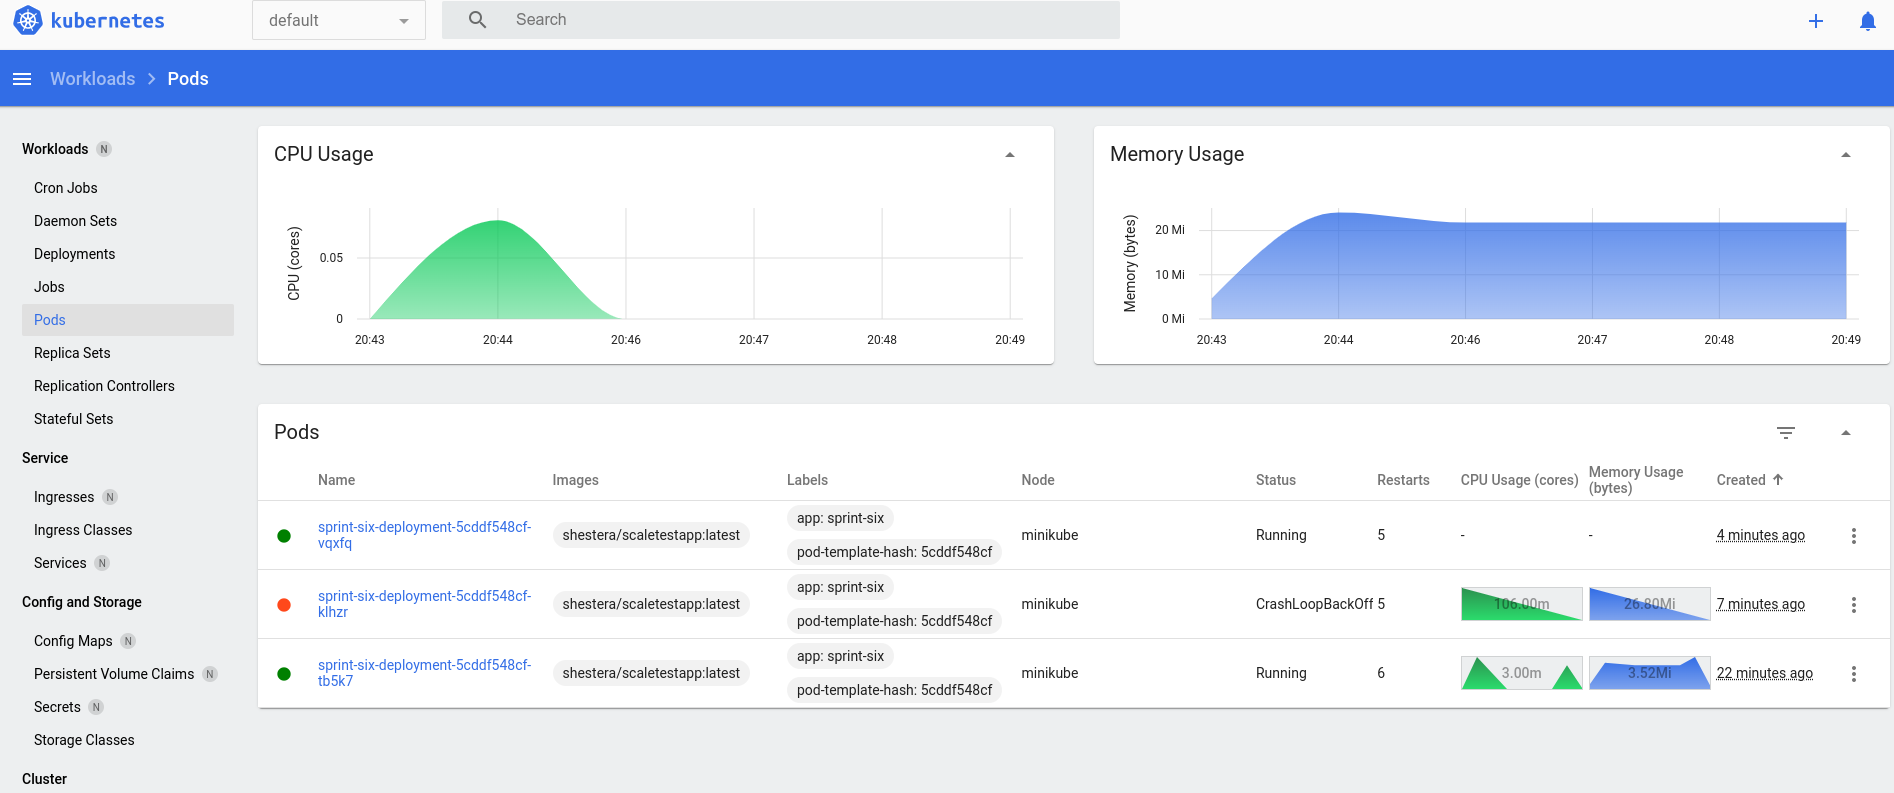 kubernetes
default
Search
Workloads > Pods
Workloads N
Cron Jobs
Daemon Sets
Deployments
Jobs
Pods
Replica Sets
Replication Controllers
Stateful Sets
Service
Ingresses N
Ingress Classes
Services N
Config and Storage
Config Maps N
Persistent Volume Claims N
Secrets N
Storage Classes
Cluster
CPU Usage
CPU (cores)
0.05
0
20:43 20:44 20:46 20:47 20:48 20:49
Memory Usage
Memory (bytes)
20 Mi
10 Mi
0 Mi
20:43 20:44 20:46 20:47 20:48 20:49
Pods
Name Images Labels Node Status Restarts CPU Usage (cores) Memory Usage
(bytes) Created
sprint-six-deployment-5cddf548cf-
vqxfq
shestera/scaletestapp:latest
app: sprint-six
pod-template-hash: 5cddf548cf
minikube Running 5 - - 4 minutes ago
sprint-six-deployment-5cddf548cf-
klhzr
shestera/scaletestapp:latest
app: sprint-six
pod-template-hash: 5cddf548cf
minikube CrashLoopBackOff 5 106.00m 26.80Mi 7 minutes ago
sprint-six-deployment-5cddf548cf-
tb5k7
shestera/scaletestapp:latest
app: sprint-six
pod-template-hash: 5cddf548cf
minikube Running 6 3.00m 3.52Mi 22 minutes ago